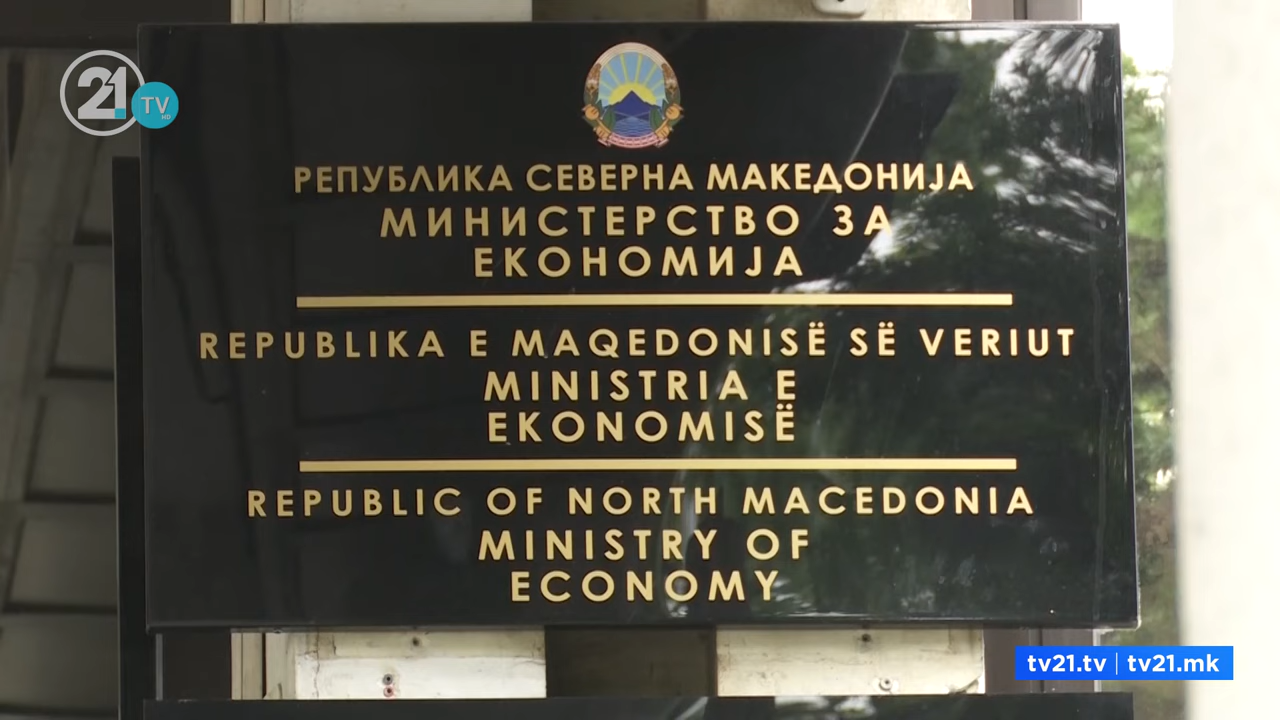 21
TV
HD
РЕПУБЛИКА СЕВЕРНА МАКЕДОНИЈА
МИНИСТЕРСТВО ЗА
ЕКОНОМИЈА
REPUBLIKA E MAQEDONISË SË VERIUT
MINISTRIA E
EKONOMISË
REPUBLIC OF NORTH MACEDONIA
MINISTRY OF
ECONOMY
tv21.tv | tv21.mk